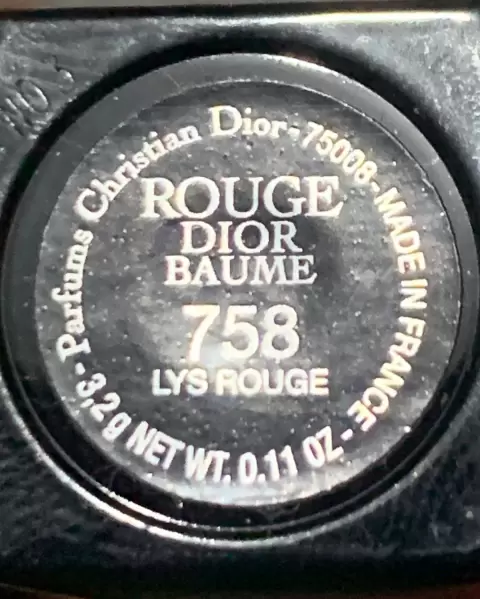 Parfums Christian Dior-75008-MADE IN FRANCE
ROUGE
DIOR
BAUME
758
LYS ROUGE
-3,2 g NET WT. 0.11 OZ-